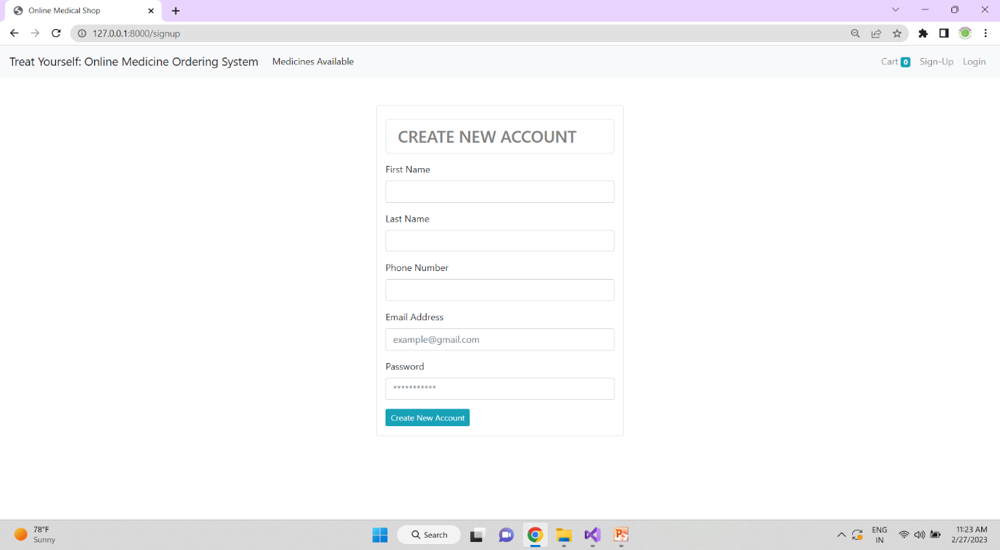 Online Medical Shop
127.0.0.1:8000/signup
Treat Yourself: Online Medicine Ordering System Medicines Available Cart 0 Sign-Up Login
CREATE NEW ACCOUNT
First Name
Last Name
Phone Number
Email Address
example@gmail.com
Password
***********
Create New Account
78°F
Sunny
Search
ENG
IN
11:23 AM
2/27/2023